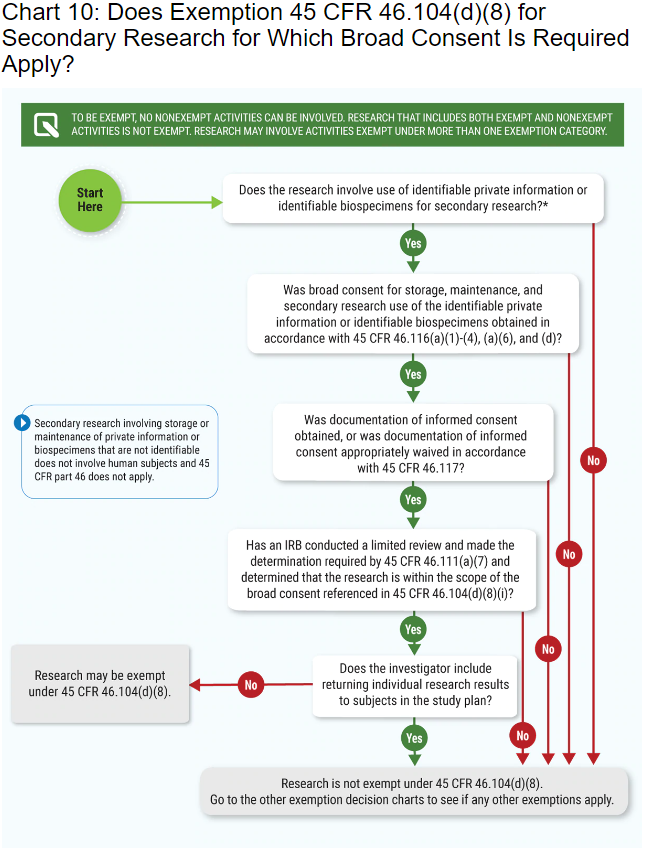 Chart 10: Does Exemption 45 CFR 46.104(d)(8) for
Secondary Research for Which Broad Consent Is Required
Apply?
TO BE EXEMPT, NO NONEXEMPT ACTIVITIES CAN BE INVOLVED. RESEARCH THAT INCLUDES BOTH EXEMPT AND NONEXEMPT
ACTIVITIES IS NOT EXEMPT. RESEARCH MAY INVOLVE ACTIVITIES EXEMPT UNDER MORE THAN ONE EXEMPTION CATEGORY.
Start
Here
Does the research involve use of identifiable private information or
identifiable biospecimens for secondary research?*
Yes
Was broad consent for storage, maintenance, and
secondary research use of the identifiable private
information or identifiable biospecimens obtained in
accordance with 45 CFR 46.116(a)(1)-(4), (a)(6), and (d)?
Yes
Secondary research involving storage or
maintenance of private information or
biospecimens that are not identifiable
does not involve human subjects and 45
CFR part 46 does not apply.
Was documentation of informed consent
obtained, or was documentation of informed
consent appropriately waived in accordance
with 45 CFR 46.117?
No
Yes
Has an IRB conducted a limited review and made the
determination required by 45 CFR 46.111(a)(7) and
determined that the research is within the scope of the
broad consent referenced in 45 CFR 46.104(d)(8)(i)?
No
Yes
No
Does the investigator include
returning individual research results
to subjects in the study plan?
No
Research may be exempt
under 45 CFR 46.104(d)(8).
Yes
No
Research is not exempt under 45 CFR 46.104(d)(8).
Go to the other exemption decision charts to see if any other exemptions apply.